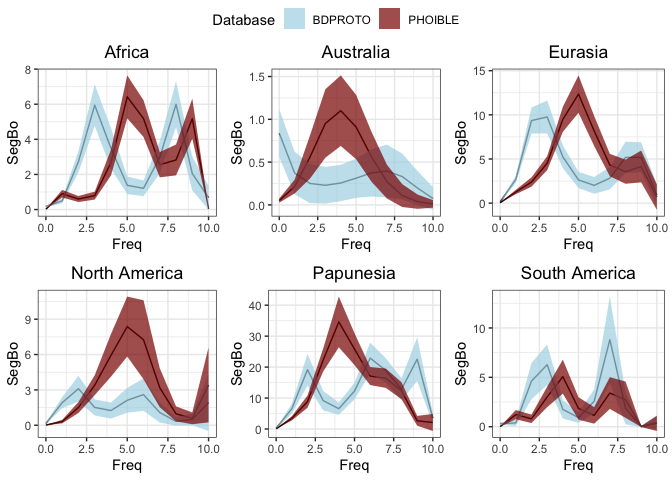 Database BDPROTO PHOIBLE
Africa Australia Eurasia
8
6
4
2
0
SegBo
0.0 2.5 5.0 7.5 10.0
Freq
1.5
1.0
0.5
0.0
SegBo
0.0 2.5 5.0 7.5 10.0
Freq
15
10
5
0
SegBo
0.0 2.5 5.0 7.5 10.0
Freq
North America Papunesia South America
9
6
3
0
SegBo
0.0 2.5 5.0 7.5 10.0
Freq
40
30
20
10
0
SegBo
0.0 2.5 5.0 7.5 10.0
Freq
10
5
0
SegBo
0.0 2.5 5.0 7.5 10.0
Freq